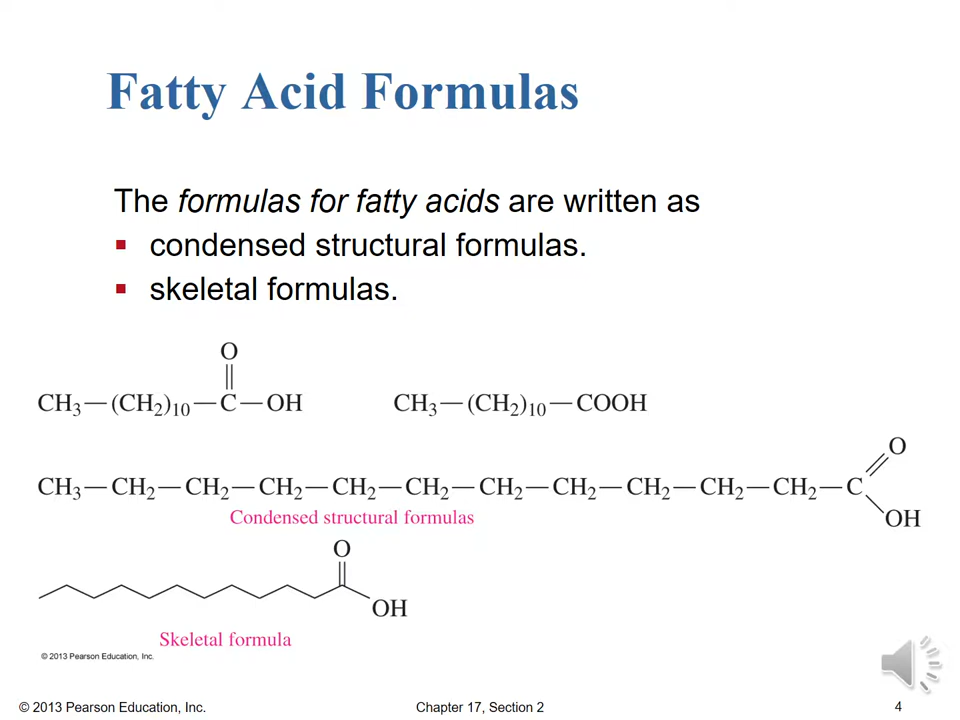 Fatty Acid Formulas
The formulas for fatty acids are written as
▪ condensed structural formulas.
▪ skeletal formulas.
O
CH₃—(CH₂)₁₀—C—OH
CH₃—(CH₂)₁₀—COOH
O
CH₃—CH₂—CH₂—CH₂—CH₂—CH₂—CH₂—CH₂—CH₂—CH₂—CH₂—C
OH
Condensed structural formulas
O
OH
Skeletal formula
© 2013 Pearson Education, Inc.
© 2013 Pearson Education, Inc.
Chapter 17, Section 2
4